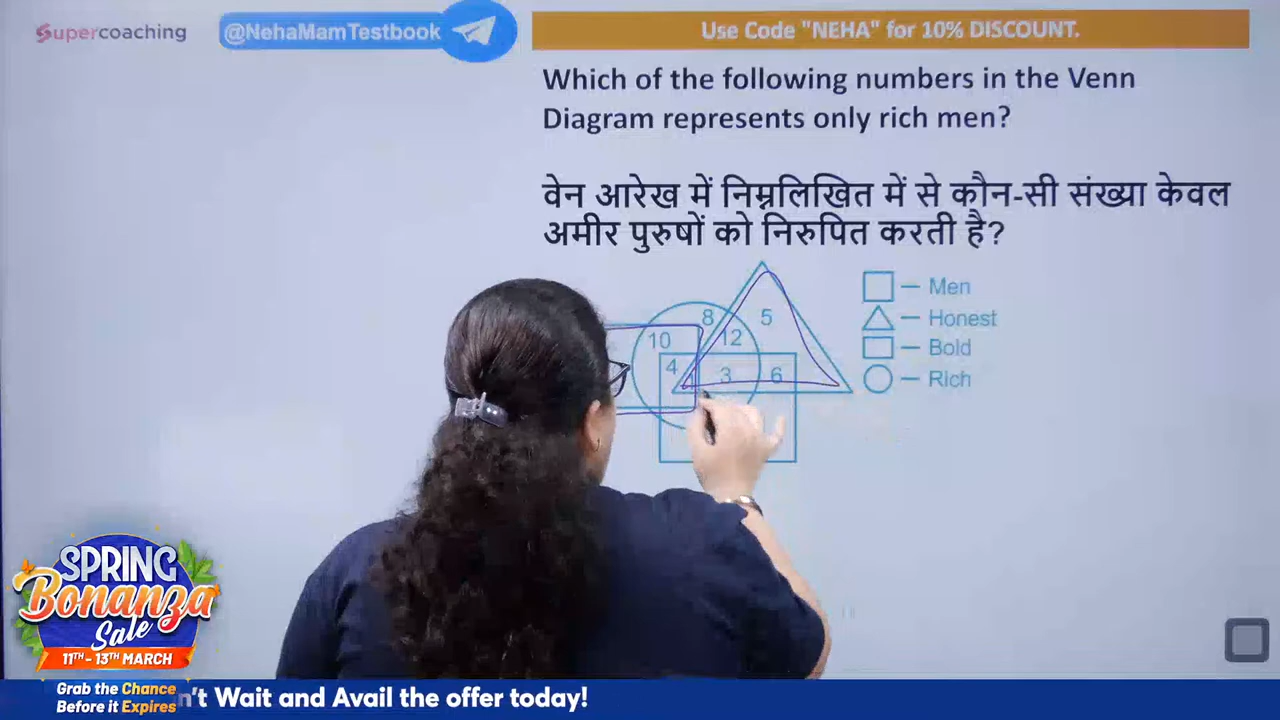 Supercoaching
@NehaMamTestbook
Use Code "NEHA" for 10% DISCOUNT.
Which of the following numbers in the Venn
Diagram represents only rich men?
वेन आरेख में निम्नलिखित में से कौन-सी संख्या केवल
अमीर पुरुषों को निरुपित करती है?
8
5
10
12
4
3
6
Men
Honest
Bold
Rich
SPRING
Bonanza
Sale
11TH - 13TH MARCH
Grab the Chance
Before it Expires
n't Wait and Avail the offer today!